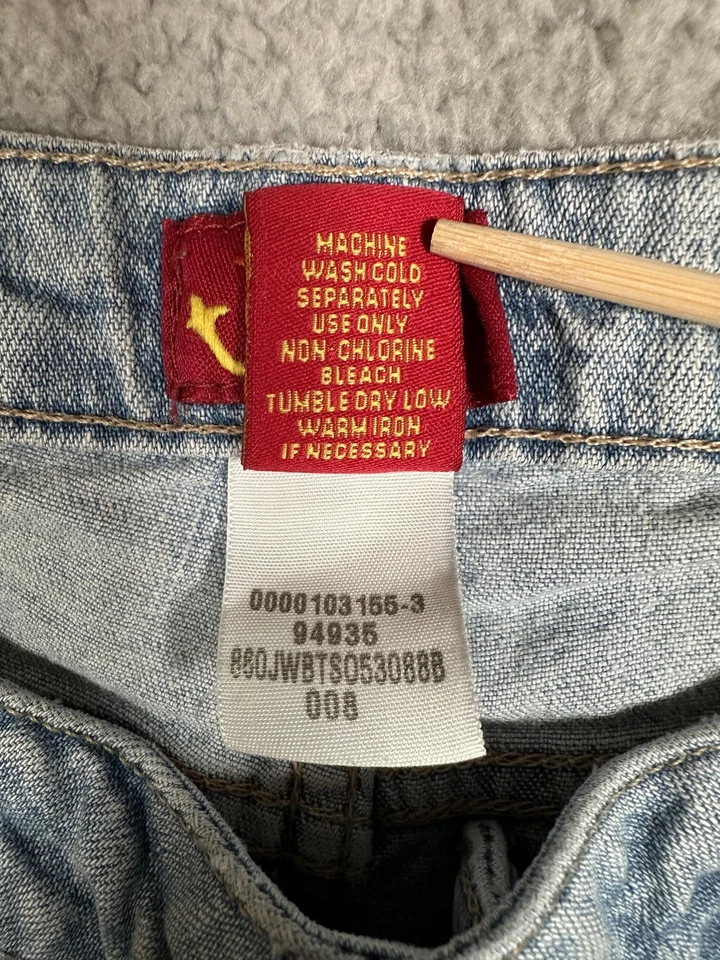 MACHINE
WASH COLD
SEPARATELY
USE ONLY
NON-CHLORINE
BLEACH
TUMBLE DRY LOW
WARM IRON
IF NECESSARY
0000103155-3
94935
860JWBTS053088B
008